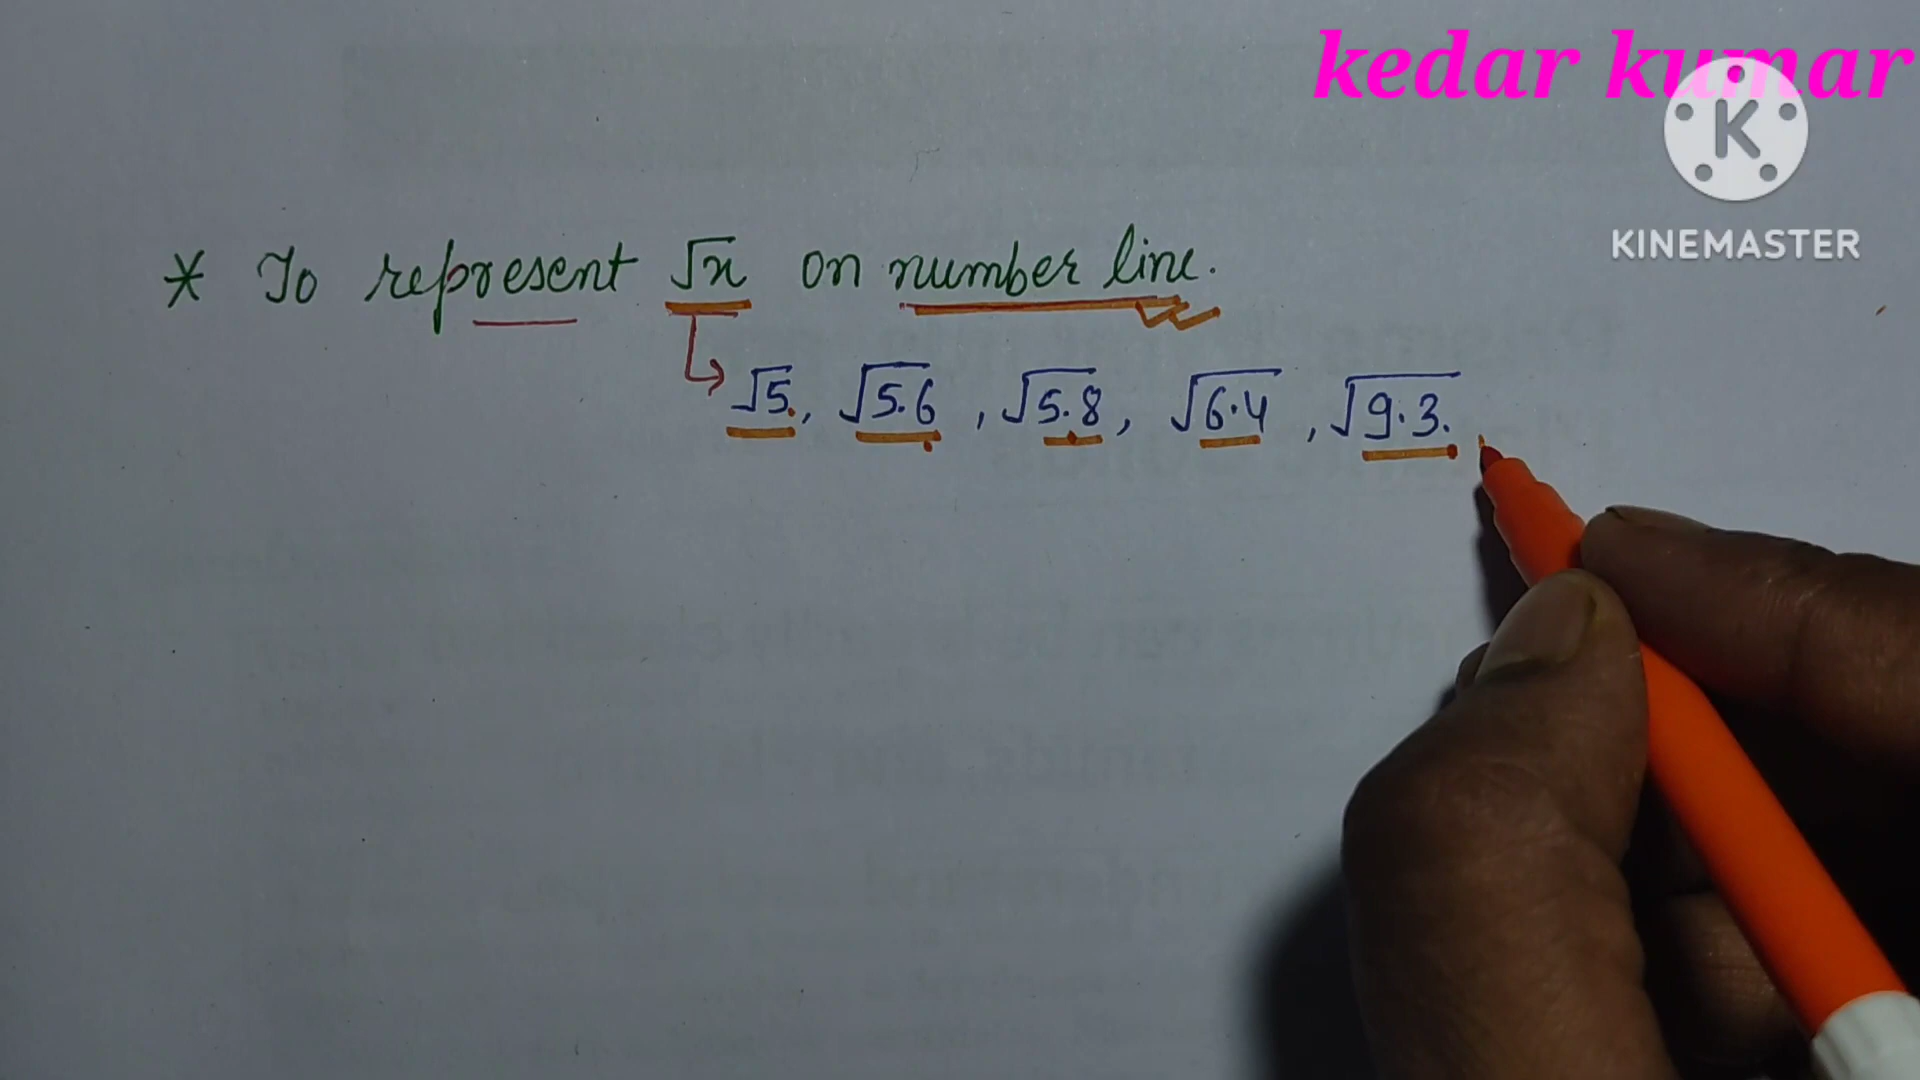 kedar kumar
K
KINEMASTER
* To represent √x on number line.
√5, √5.6, √5.8, √6.4, √9.3.